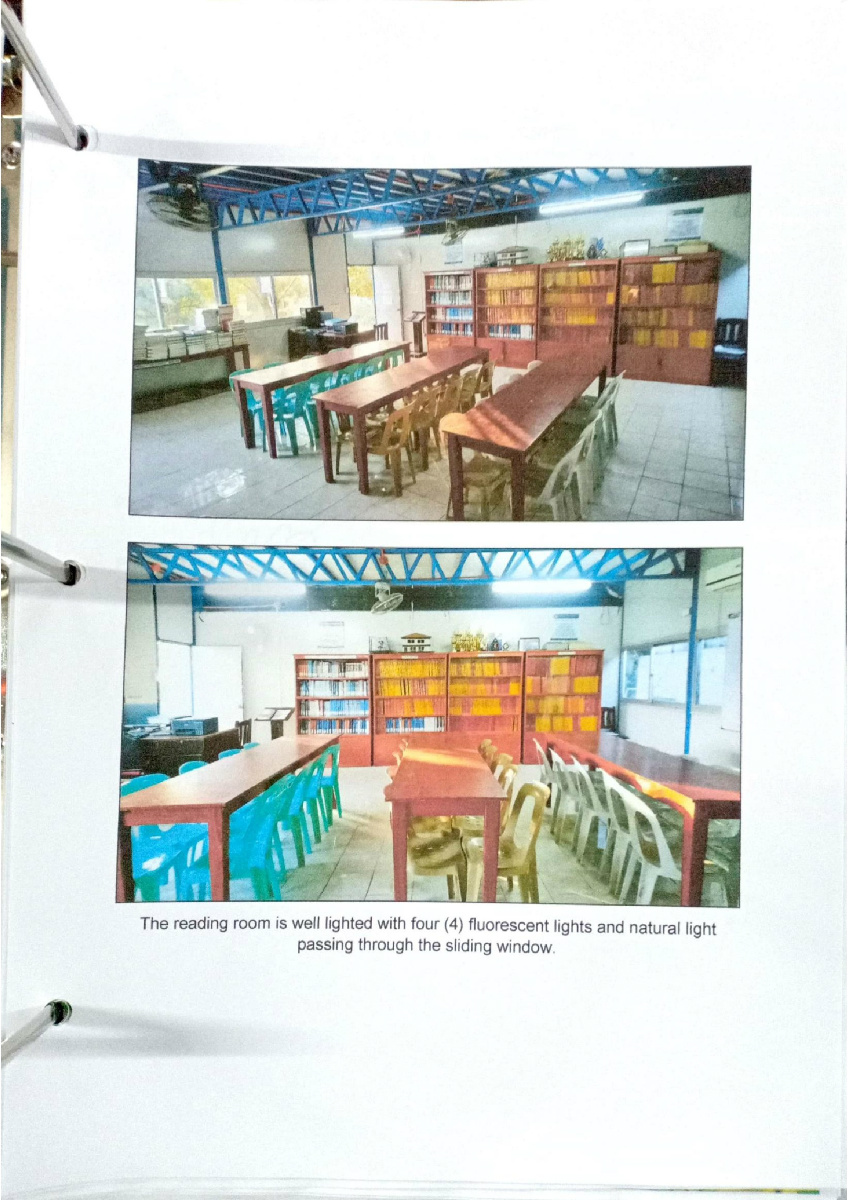 The reading room is well lighted with four (4) fluorescent lights and natural light
passing through the sliding window.